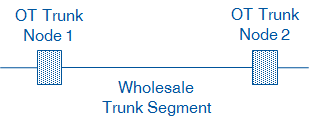 OT Trunk
Node 1
OT Trunk
Node 2
Wholesale
Trunk Segment